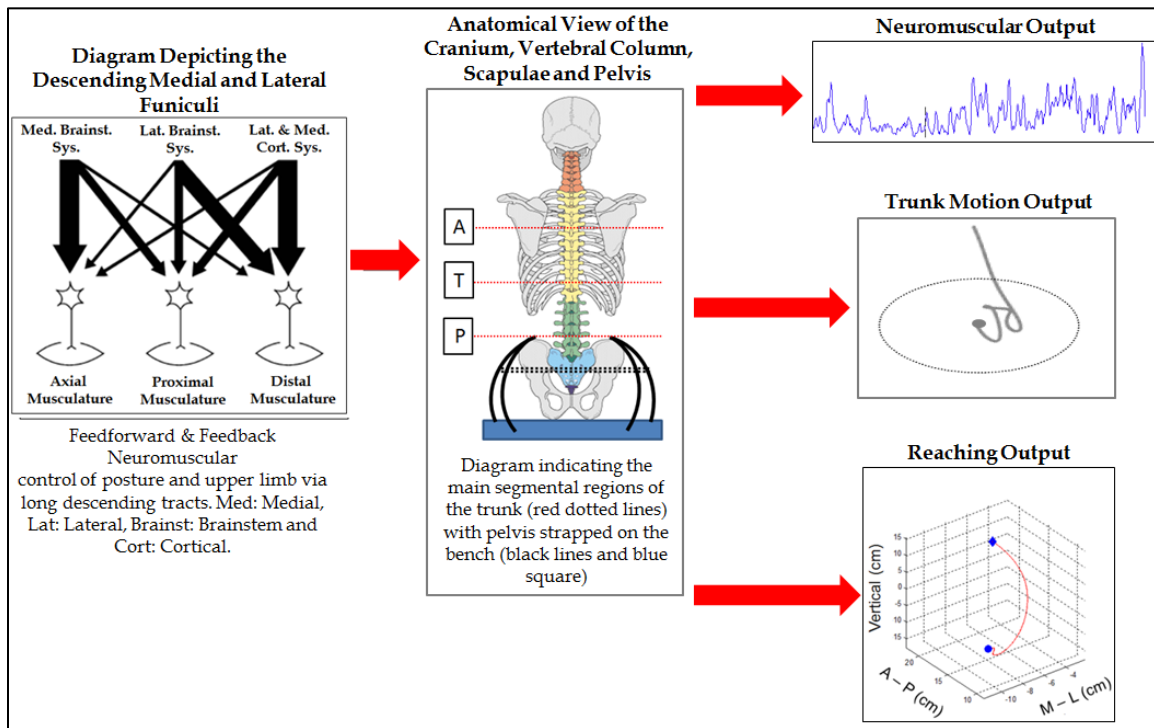 Diagram Depicting the
Descending Medial and Lateral
Funiculi
Med. Brainst.
Sys.
Lat. Brainst.
Sys.
Lat. & Med.
Cort. Sys.
Axial
Musculature
Proximal
Musculature
Distal
Musculature
Feedforward & Feedback
Neuromuscular
control of posture and upper limb via
long descending tracts. Med: Medial,
Lat: Lateral, Brainst: Brainstem and
Cort: Cortical.
Anatomical View of the
Cranium, Vertebral Column,
Scapulae and Pelvis
A
T
P
Diagram indicating the
main segmental regions of
the trunk (red dotted lines)
with pelvis strapped on the
bench (black lines and blue
square)
Neuromuscular Output
Trunk Motion Output
Reaching Output
Vertical (cm)
15
10
5
0
5
10
15
A – P (cm)
20
15
10
M – L (cm)
-10
-8
-6
-4